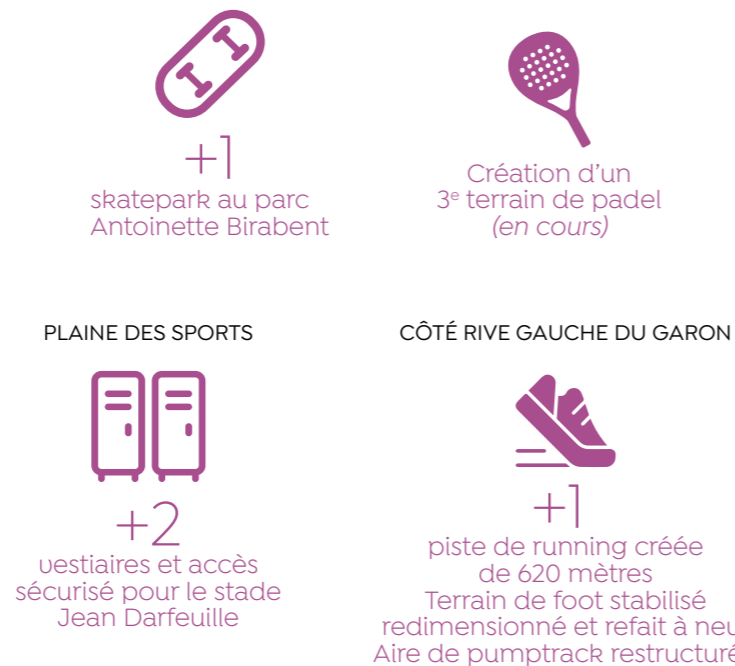 +1
skatepark au parc
Antoinette Birabent
Création d'un
3e terrain de padel
(en cours)
PLAINE DES SPORTS
+2
vestiaires et accès
sécurisé pour le stade
Jean Darfeuille
CÔTÉ RIVE GAUCHE DU GARON
+1
piste de running créée
de 620 mètres
Terrain de foot stabilisé
redimensionné et refait à neu
Aire de pumptrack restructuré